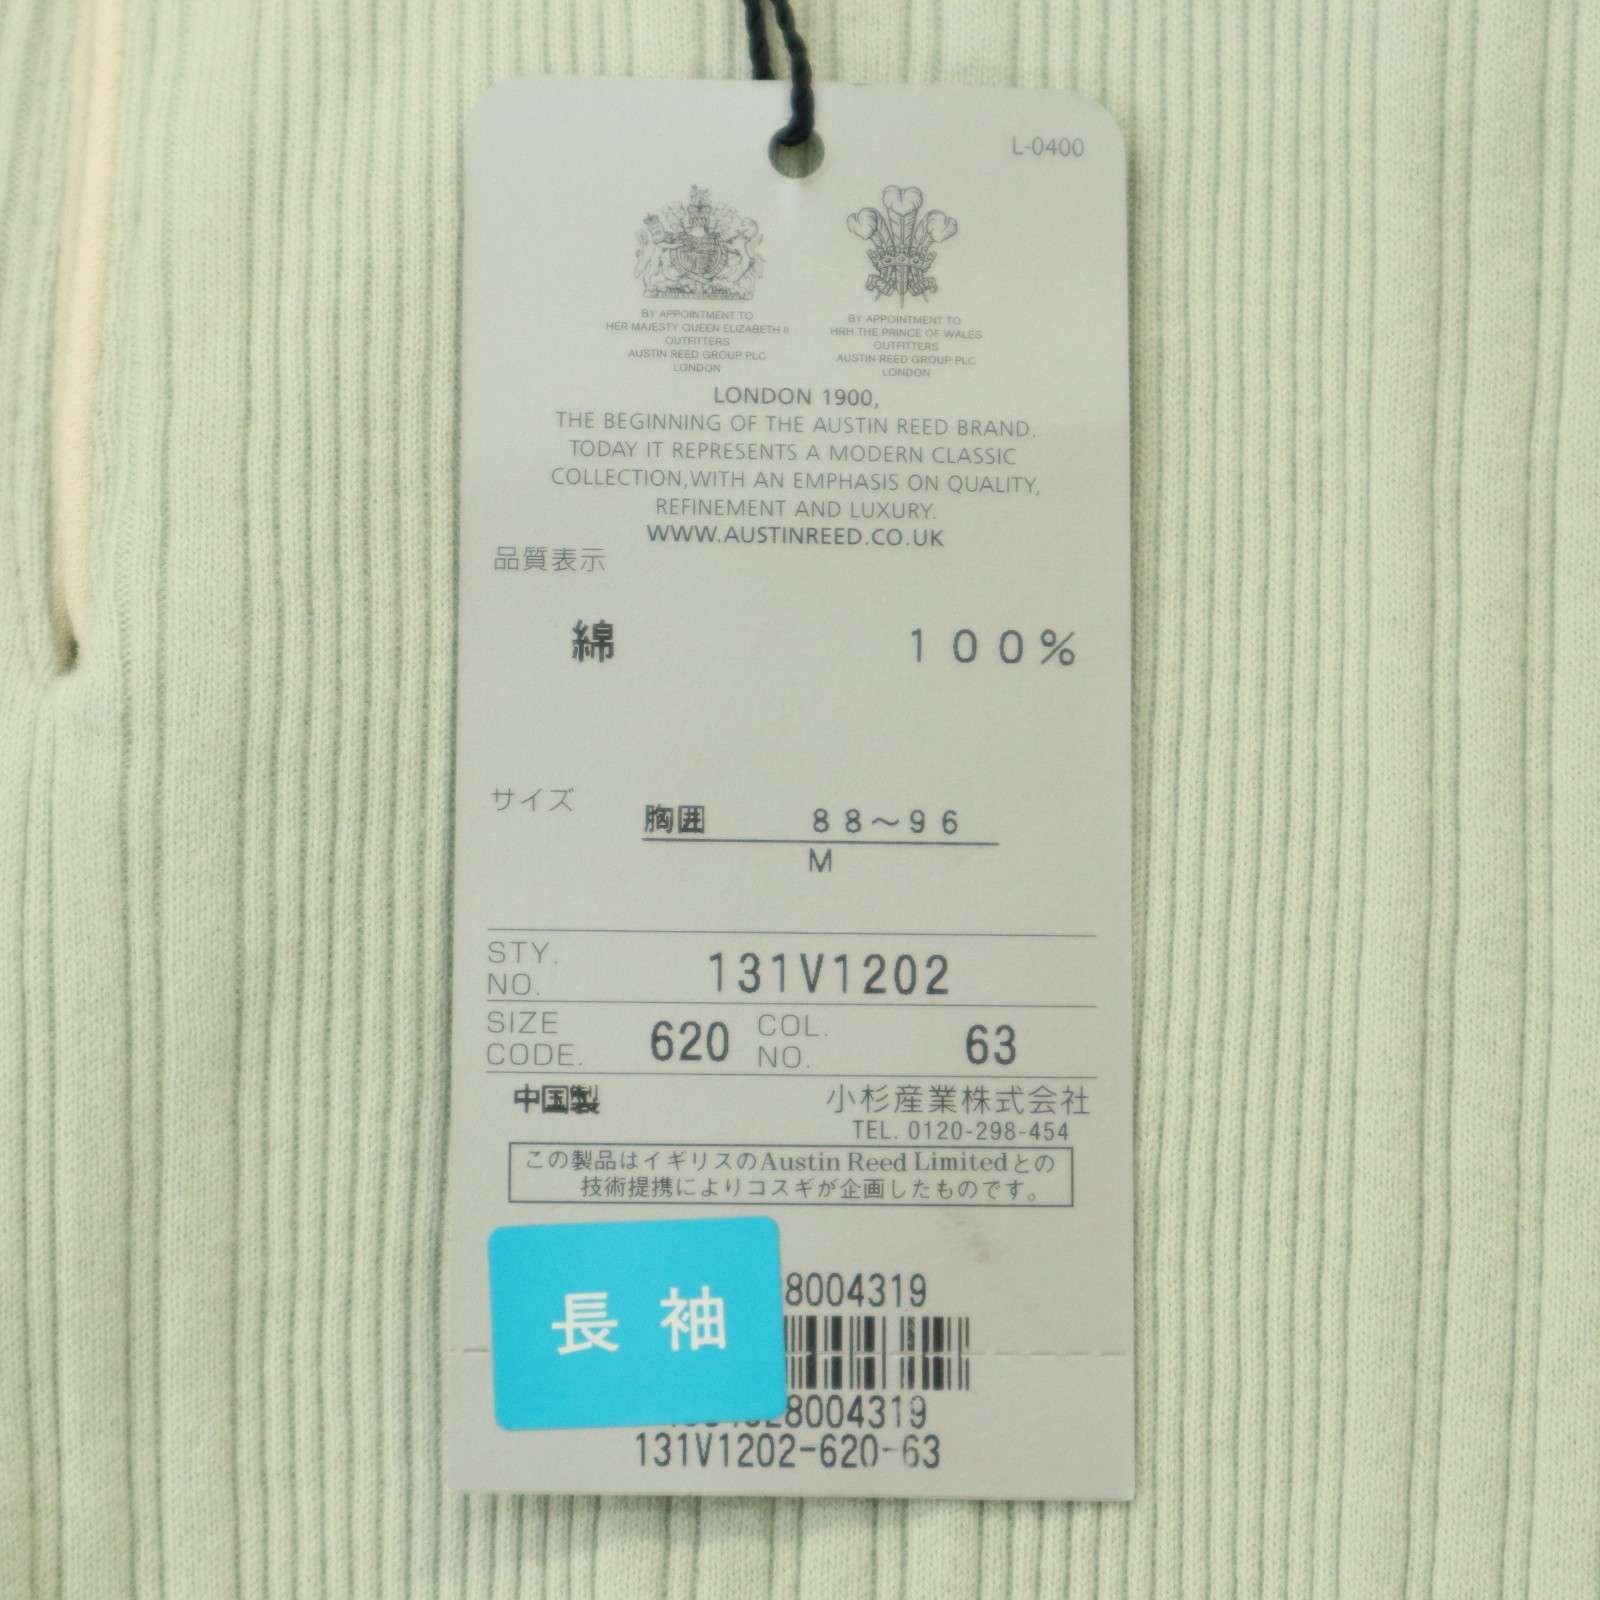 L-0400
BY APPOINTMENT TO
HER MAJESTY QUEEN ELIZABETH II
OUTFITTERS
AUSTIN REED GROUP PLC
LONDON
BY APPOINTMENT TO
HRH THE PRINCE OF WALES
OUTFITTERS
AUSTIN REED GROUP PLC
LONDON
LONDON 1900,
THE BEGINNING OF THE AUSTIN REED BRAND.
TODAY IT REPRESENTS A MODERN CLASSIC
COLLECTION,WITH AN EMPHASIS ON QUALITY,
REFINEMENT AND LUXURY.
WWW.AUSTINREED.CO.UK
品質表示
綿 100%
サイズ
胸囲 88～96
M
STY. NO. 131V1202
SIZE CODE. 620 COL. NO. 63
中国製 小杉産業株式会社
TEL. 0120-298-454
この製品はイギリスのAustin Reed Limitedとの
技術提携によりコスギが企画したものです。
長袖
8004319
8004319
131V1202-620-63